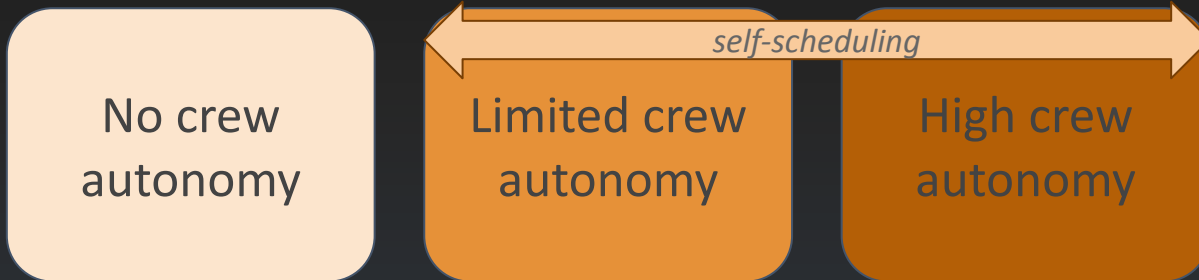 self-scheduling
No crew
autonomy
Limited crew
autonomy
High crew
autonomy